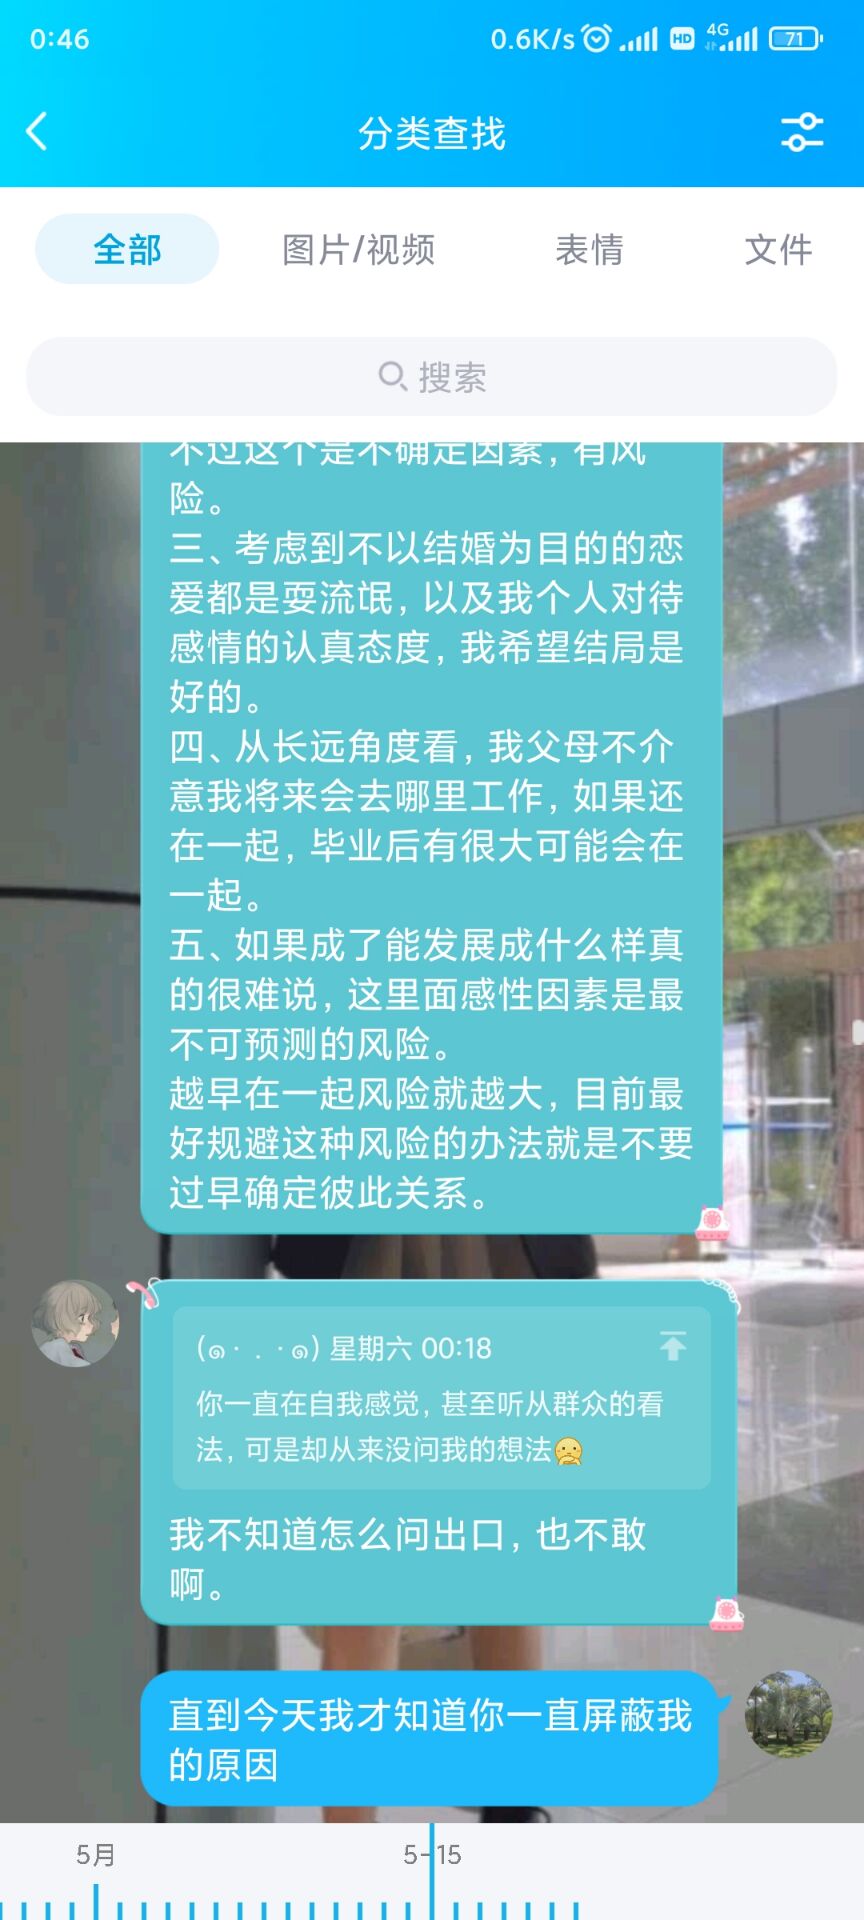 0:46
0.6K/s HD 4G 71
分类查找
全部 图片/视频 表情 文件
搜索
不过这个是不确定因素，有风
险。
三、考虑到不以结婚为目的的恋
爱都是耍流氓，以及我个人对待
感情的认真态度，我希望结局是
好的。
四、从长远角度看，我父母不介
意我将来会去哪里工作，如果还
在一起，毕业后有很大可能会在
一起。
五、如果成了能发展成什么样真
的很难说，这里面感性因素是最
不可预测的风险。
越早在一起风险就越大，目前最
好规避这种风险的办法就是不要
过早确定彼此关系。
(๑· . ·๑) 星期六 00:18
你一直在自我感觉，甚至听从群众的看
法，可是却从来没问我的想法
我不知道怎么问出口，也不敢
啊。
直到今天我才知道你一直屏蔽我
的原因
5月 5-15